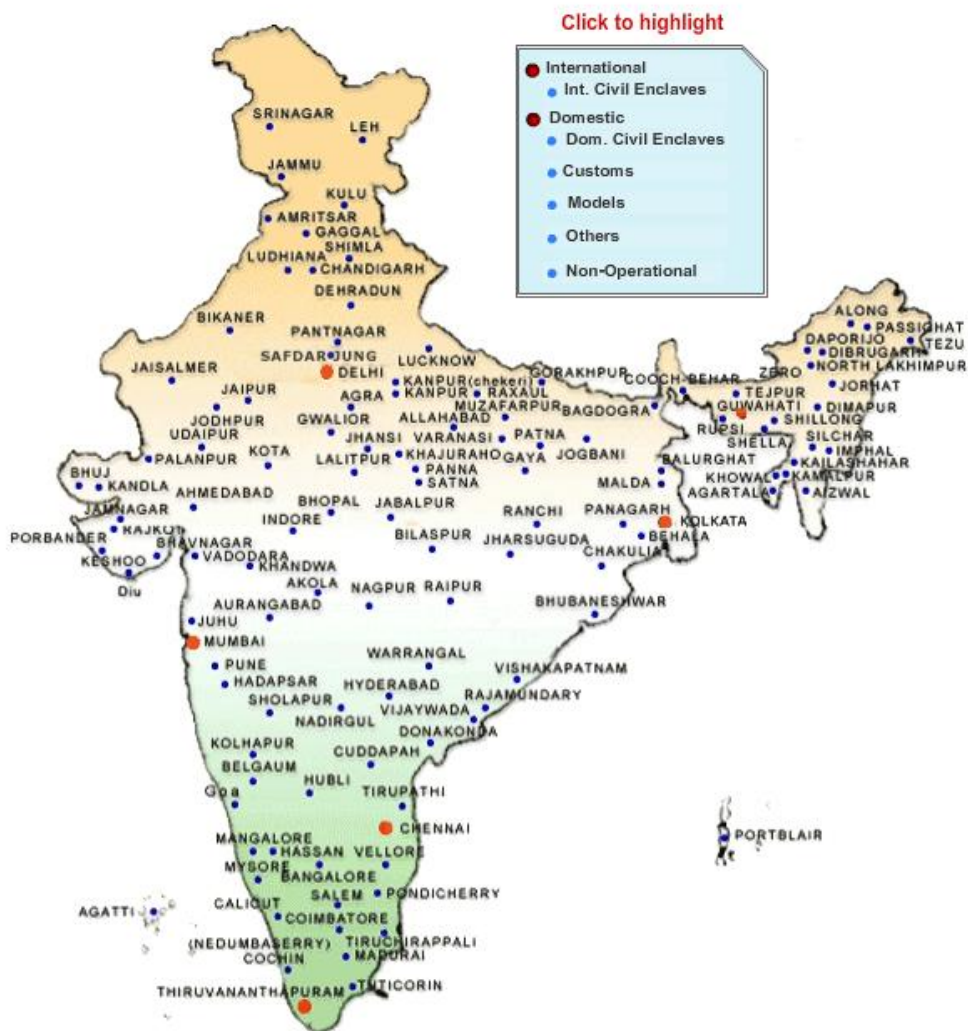 Click to highlight
International
Int. Civil Enclaves
Domestic
Dom. Civil Enclaves
Customs
Models
Others
Non-Operational
SRINAGAR
LEH
JAMMU
KULU
AMRITSAR
GAGGAL
SHIMLA
LUDHIANA
CHANDIGARH
DEHRADUN
BIKANER
PANTNAGAR
SAFDARJUNG
LUCKNOW
DELHI
JAISALMER
GORAKHPUR
KANPUR(chekeri)
KANPUR
RAXAUL
JAIPUR
AGRA
MUZAFARPUR
COOCH-BEHAR
BAGDOGRA
ALONG
PASSIGHAT
DAPORIJO
TEZU
DIBRUGARH
ZERO
NORTH LAKHIMPUR
TEJPUR
JORHAT
GUWAHATI
DIMAPUR
RUPSI
SHILLONG
SHELLA
SILCHAR
IMPHAL
KAILASHAHAR
KHOWAL
KAMALPUR
AGARTALA
AIZWAL
JODHPUR
GWALIOR
ALLAHABAD
UDAIPUR
KOTA
JHANSI
VARANASI
PATNA
JOGBANI
PALANPUR
LALITPUR
KHAJURAHO
GAYA
BALURGHAT
PANNA
SATNA
MALDA
BHUJ
KANDLA
AHMEDABAD
BHOPAL
JABALPUR
JAMNAGAR
RAJKOT
INDORE
RANCHI
PANAGARH
KOLKATA
PORBANDER
BHAVNAGAR
BILASPUR
JHARSUGUDA
BEHALA
KESHOO
VADODARA
CHAKULIA
KHANDWA
Diu
AKOLA
NAGPUR
RAIPUR
AURANGABAD
BHUBANESHWAR
JUHU
MUMBAI
PUNE
WARRANGAL
HADAPSAR
HYDERABAD
VISHAKAPATNAM
SHOLAPUR
RAJAMUNDARY
NADIRGUL
VIJAYWADA
DONAKONDA
KOLHAPUR
CUDDAPAH
BELGAUM
HUBLI
Goa
TIRUPATHI
CHENNAI
PORTBLAIR
MANGALORE
HASSAN
VELLORE
MYSORE
BANGALORE
SALEM
PONDICHERRY
CALICUT
COIMBATORE
AGATTI
(NEDUMBASERRY)
TIRUCHIRAPPALI
COCHIN
MADURAI
THIRUVANANTHAPURAM
TUTICORIN